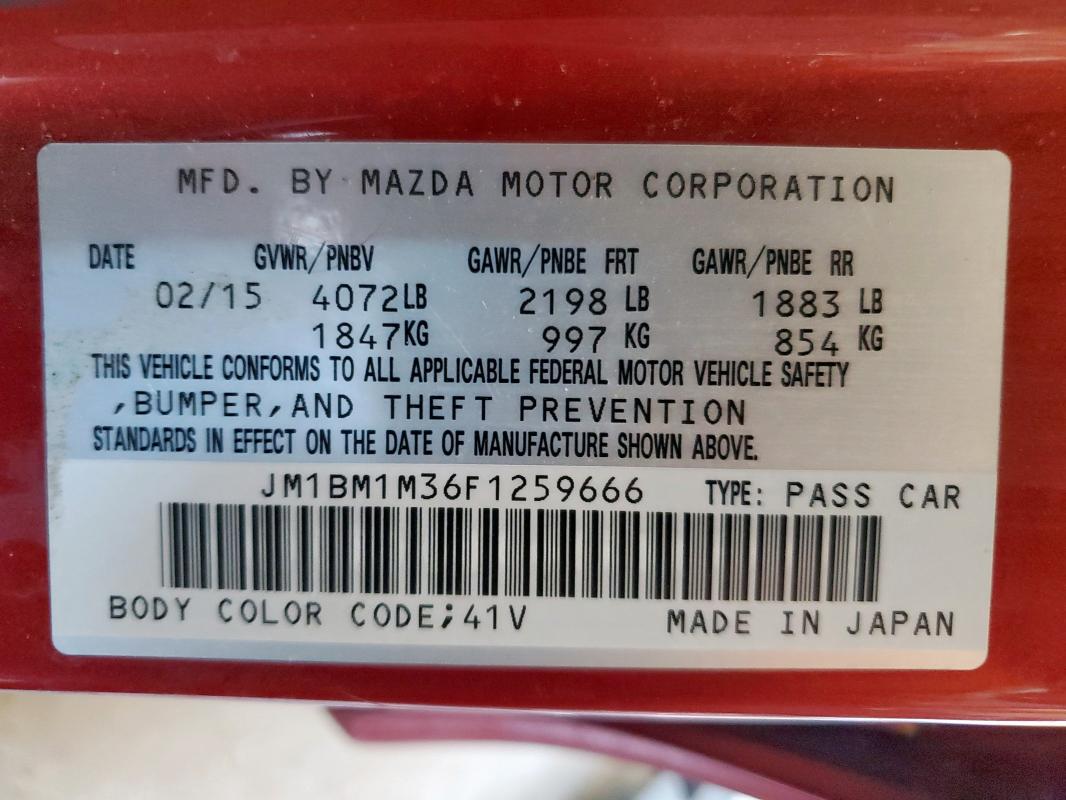 MFD. BY MAZDA MOTOR CORPORATION
DATE GVWR/PNBV GAWR/PNBE FRT GAWR/PNBE RR
02/15 4072LB 2198 LB 1883 LB
1847KG 997 KG 854 KG
THIS VEHICLE CONFORMS TO ALL APPLICABLE FEDERAL MOTOR VEHICLE SAFETY
,BUMPER,AND THEFT PREVENTION
STANDARDS IN EFFECT ON THE DATE OF MANUFACTURE SHOWN ABOVE.
JM1BM1M36F1259666 TYPE: PASS CAR
BODY COLOR CODE;41V MADE IN JAPAN